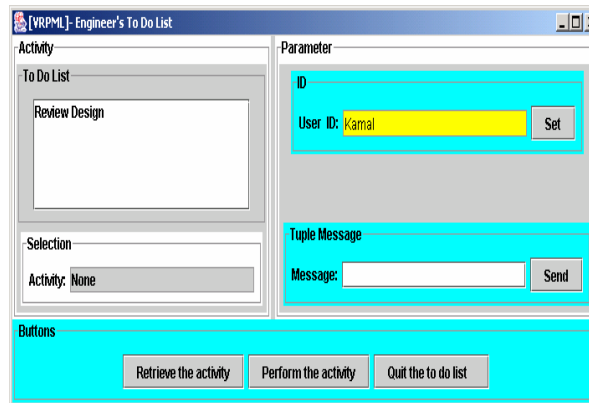 [VRPML]- Engineer's To Do List
Activity
To Do List
Review Design
Selection
Activity: None
Parameter
ID
User ID: Kamal
Set
Tuple Message
Message:
Send
Buttons
Retrieve the activity
Perform the activity
Quit the to do list